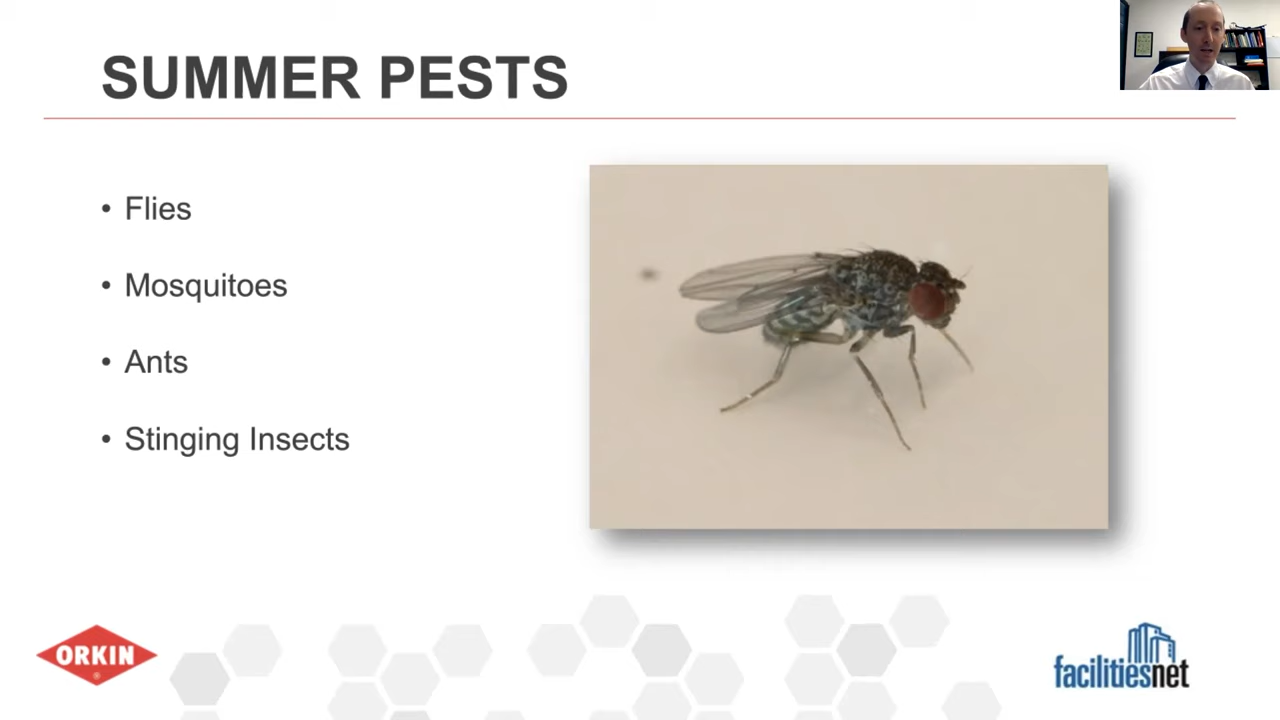 SUMMER PESTS
• Flies
• Mosquitoes
• Ants
• Stinging Insects
ORKIN
®
facilitiesnet